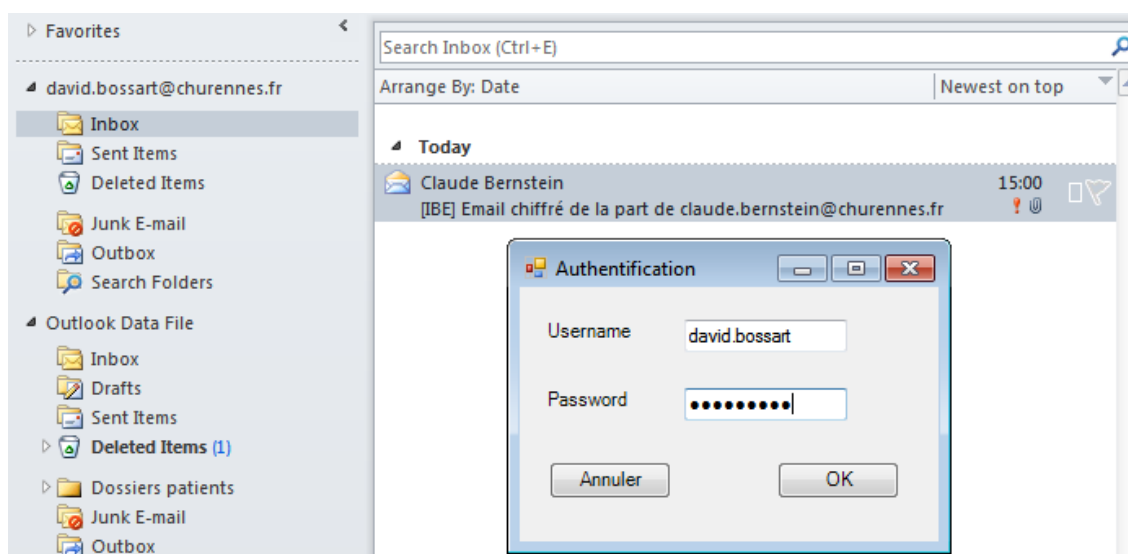 Favorites
david.bossart@churennes.fr
Inbox
Sent Items
Deleted Items
Junk E-mail
Outbox
Search Folders
Outlook Data File
Inbox
Drafts
Sent Items
Deleted Items (1)
Dossiers patients
Junk E-mail
Outbox
Search Inbox (Ctrl+E)
Arrange By: Date Newest on top
Today
Claude Bernstein 15:00
[IBE] Email chiffré de la part de claude.bernstein@churennes.fr
Authentification
Username david.bossart
Password •••••••••
Annuler OK